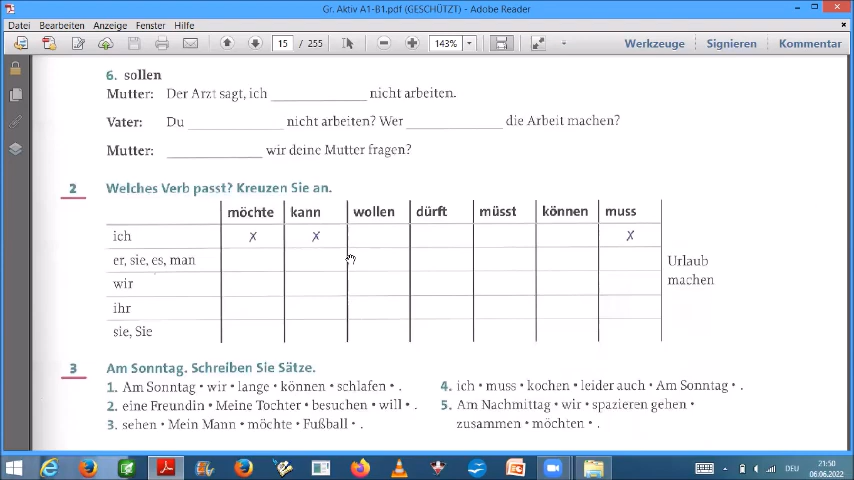 Gr. Aktiv A1-B1.pdf (GESCHÜTZT) - Adobe Reader
Datei Bearbeiten Anzeige Fenster Hilfe
15 / 255 143% Werkzeuge Signieren Kommentar
6. sollen
Mutter: Der Arzt sagt, ich ____________ nicht arbeiten.
Vater: Du ____________ nicht arbeiten? Wer ____________ die Arbeit machen?
Mutter: ____________ wir deine Mutter fragen?
2 Welches Verb passt? Kreuzen Sie an.
möchte kann wollen dürft müsst können muss
ich x x x
er, sie, es, man
wir
ihr
sie, Sie
Urlaub
machen
3 Am Sonntag. Schreiben Sie Sätze.
1. Am Sonntag • wir • lange • können • schlafen • .
2. eine Freundin • Meine Tochter • besuchen • will • .
3. sehen • Mein Mann • möchte • Fußball • .
4. ich • muss • kochen • leider auch • Am Sonntag • .
5. Am Nachmittag • wir • spazieren gehen •
zusammen • möchten • .
DEU
21:50
06.06.2022